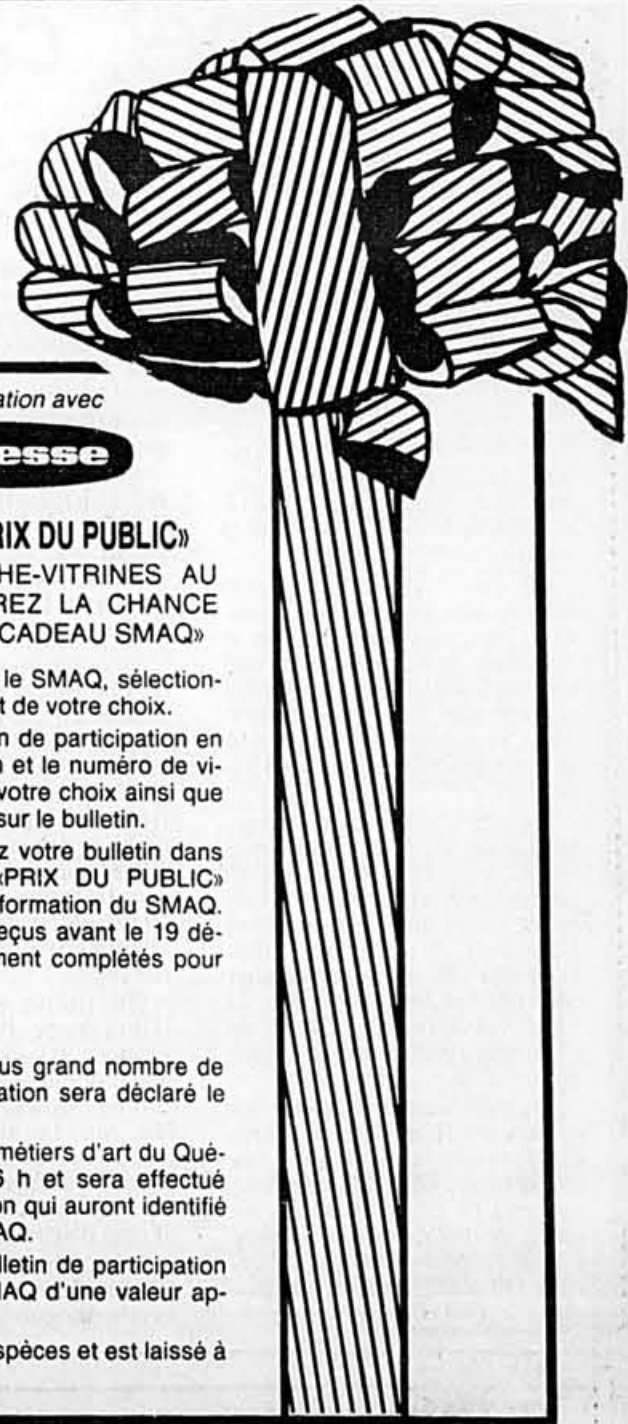 ation avec
esse
RIX DU PUBLIC»
HE-VITRINES AU
REZ LA CHANCE
CADEAU SMAQ»
le SMAQ, sélection-
t de votre choix.
n de participation en
n et le numéro de vi-
votre choix ainsi que
sur le bulletin.
z votre bulletin dans
«PRIX DU PUBLIC»
formation du SMAQ.
eçus avant le 19 dé-
ment complétés pour
us grand nombre de
ation sera déclaré le
métiers d'art du Qué-
6 h et sera effectué
on qui auront identifié
AQ.
lletin de participation
MAQ d'une valeur ap-
spèces et est laissé à